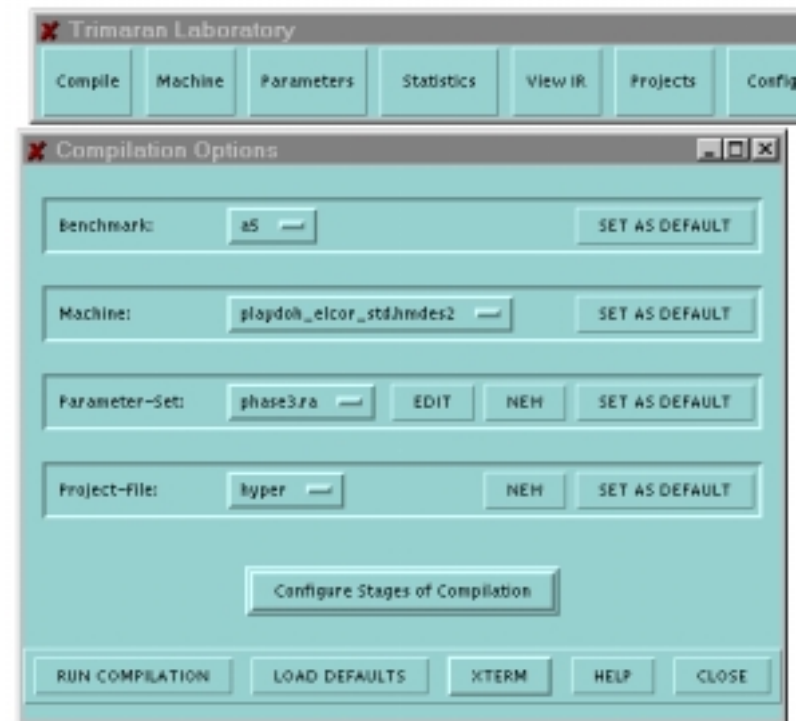 Trimaran Laboratory
Compile Machine Parameters Statistics View IR Projects Config
Compilation Options
Benchmark: a5 SET AS DEFAULT
Machine: playdoh_elcor_std.hmdes2 SET AS DEFAULT
Parameter-Set: phase3.ra EDIT NEW SET AS DEFAULT
Project-file: hyper NEW SET AS DEFAULT
Configure Stages of Compilation
RUN COMPILATION LOAD DEFAULTS XTERM HELP CLOSE